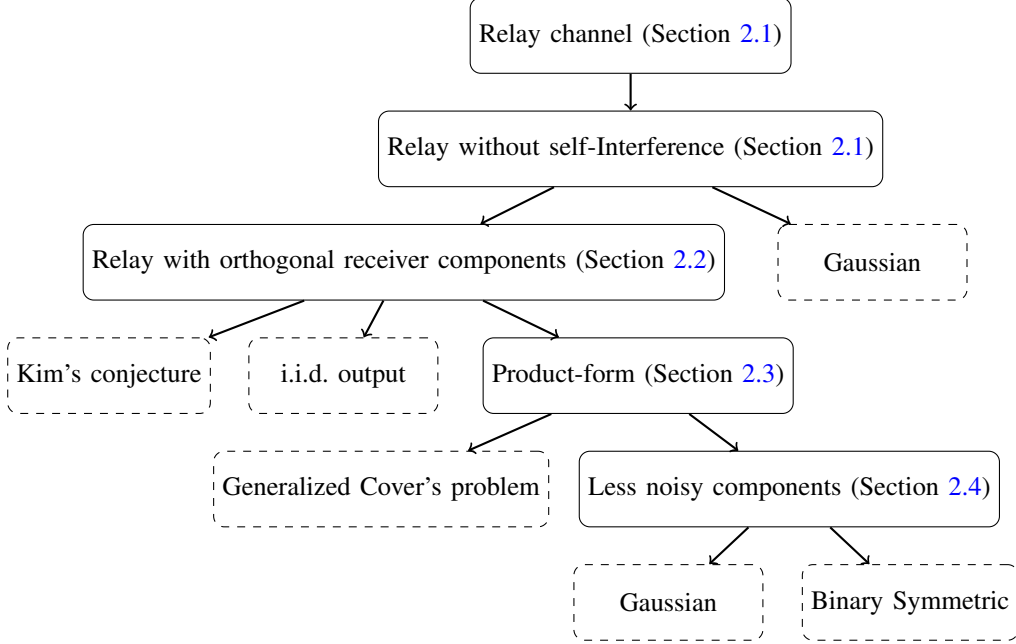 Relay channel (Section 2.1)
Relay without self-Interference (Section 2.1)
Relay with orthogonal receiver components (Section 2.2)
Gaussian
Kim's conjecture
i.i.d. output
Product-form (Section 2.3)
Generalized Cover's problem
Less noisy components (Section 2.4)
Gaussian
Binary Symmetric